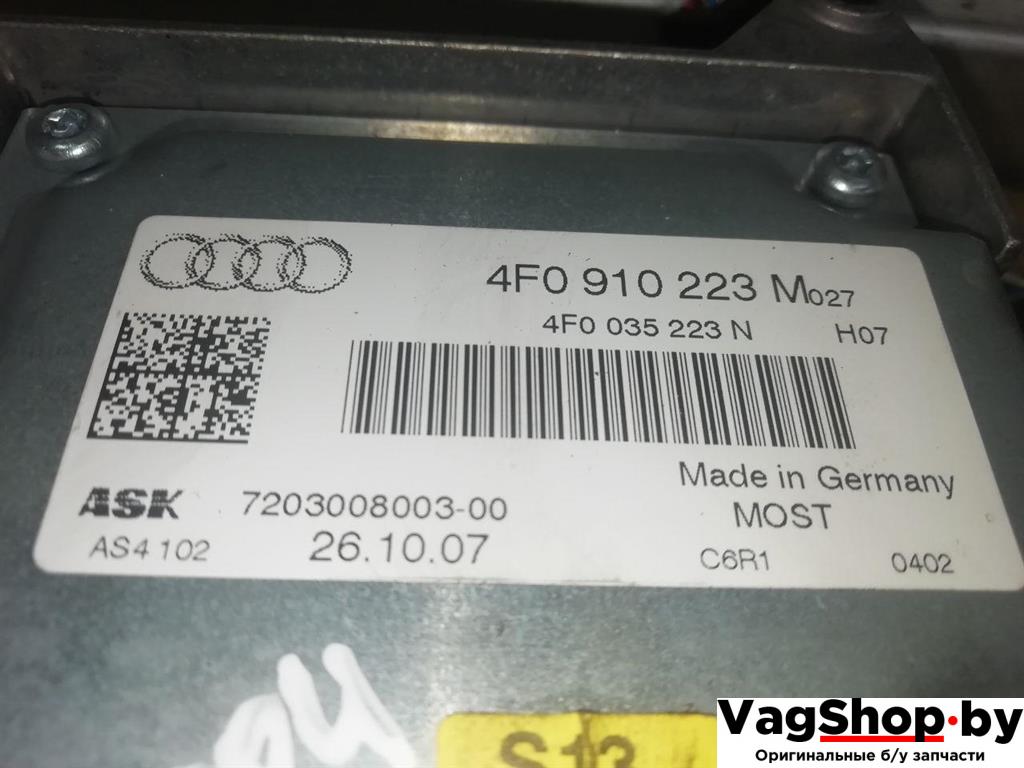 4F0 910 223 M027
4F0 035 223 N H07
Made in Germany
ASK 7203008003-00 MOST
AS4 102 26.10.07 C6R1 0402
S13
VagShop.by
Оригинальные б/у запчасти